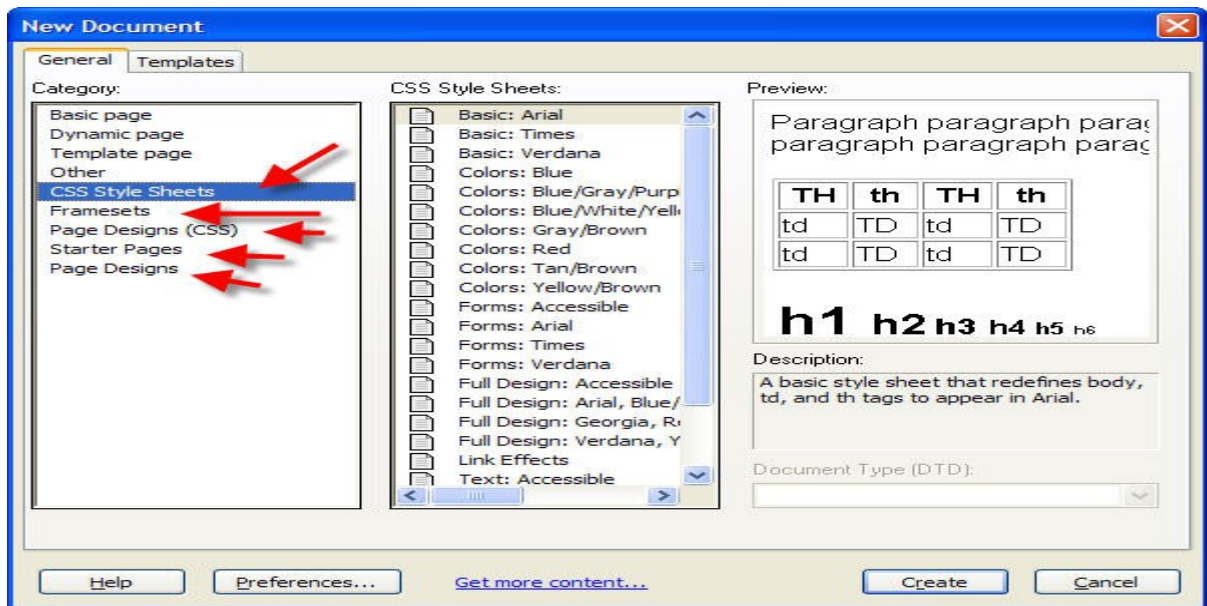 New Document
General
Templates
Category:
Basic page
Dynamic page
Template page
Other
CSS Style Sheets
Framesets
Page Designs (CSS)
Starter Pages
Page Designs
CSS Style Sheets:
Basic: Arial
Basic: Times
Basic: Verdana
Colors: Blue
Colors: Blue/Gray/Purp
Colors: Blue/White/Yell
Colors: Gray/Brown
Colors: Red
Colors: Tan/Brown
Colors: Yellow/Brown
Forms: Accessible
Forms: Arial
Forms: Times
Forms: Verdana
Full Design: Accessible
Full Design: Arial, Blue/
Full Design: Georgia, R
Full Design: Verdana, Y
Link Effects
Text: Accessible
Preview:
Paragraph paragraph parag
paragraph paragraph parag
TH th TH th
td TD td TD
td TD td TD
h1 h2 h3 h4 h5 h6
Description:
A basic style sheet that redefines body,
td, and th tags to appear in Arial.
Document Type (DTD):
Help
Preferences...
Get more content...
Create
Cancel